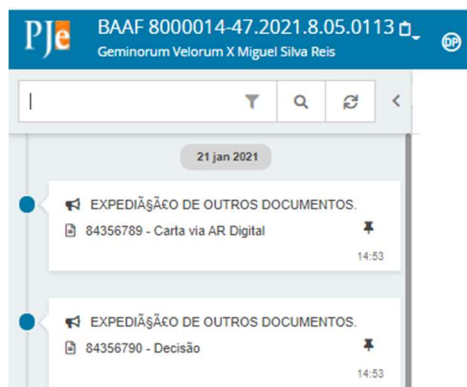 PJe
BAAF 8000014-47.2021.8.05.0113
Geminorum Velorum X Miguel Silva Reis
DP
21 jan 2021
EXPEDIÃ§Ã£O DE OUTROS DOCUMENTOS.
84356789 - Carta via AR Digital
14:53
EXPEDIÃ§Ã£O DE OUTROS DOCUMENTOS.
84356790 - Decisão
14:53